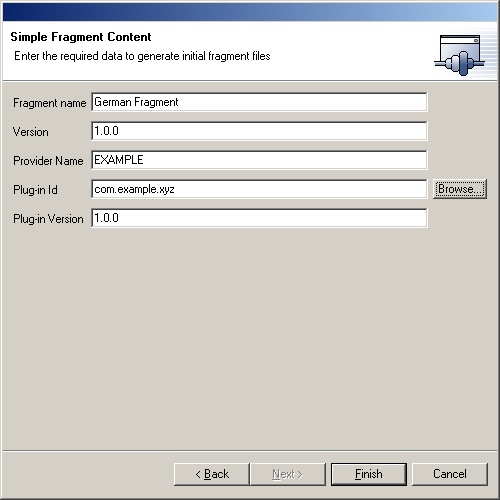 Simple Fragment Content
Enter the required data to generate initial fragment files
Fragment name German Fragment
Version 1.0.0
Provider Name EXAMPLE
Plug-in Id com.example.xyz Browse...
Plug-in Version 1.0.0
< Back Next > Finish Cancel